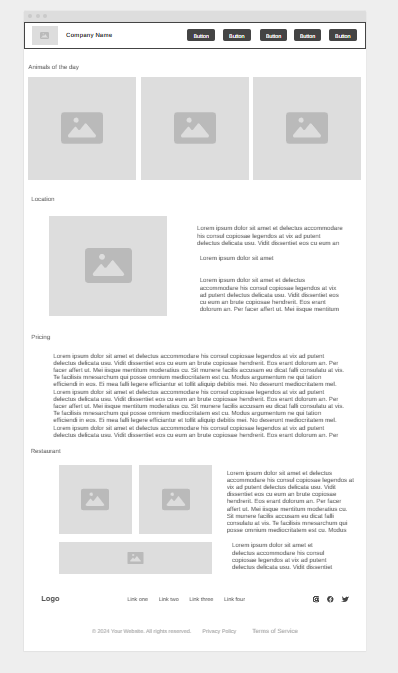 Company Name
Button Button Button Button Button
Animals of the day
Location
Lorem ipsum dolor sit amet id delectus accommodare
his consul copiosae legendos at vix ad putent
delectus delicata usu. Vidit dissentiet eos cu eum an
Lorem ipsum dolor sit amet
Lorem ipsum dolor sit amet et delectus
accommodare his consul copiosae legendos at vix
ad putent delectus delicata usu. Vidit dissentiet eos
cu eum an brute copiosae hendrerit. Eos erant
dolorum an. Per facer affert ut. Mei iisque mentitum
Pricing
Lorem ipsum dolor sit amet et delectus accommodare his consul copiosae legendos at vix ad putent
delectus delicata usu. Vidit dissentiet eos cu eum an brute copiosae hendrerit. Eos erant dolorum an. Per
facer affert ut. Mei iisque mentitum moderatius cu. Sit munere facilis accusam eu dicat falli consulatu at vis.
Te facilisis mnesarchum qui posse omnium mediocritatem est cu. Modus argumentum ne qui tation
efficiendi in eos. Ei mea falli legere efficiantur et tollit aliquip debitis mei. No deserunt mediocritatem mel.
Lorem ipsum dolor sit amet et delectus accommodare his consul copiosae legendos at vix ad putent
delectus delicata usu. Vidit dissentiet eos cu eum an brute copiosae hendrerit. Eos erant dolorum an. Per
facer affert ut. Mei iisque mentitum moderatius cu. Sit munere facilis accusam eu dicat falli consulatu at vis.
Te facilisis mnesarchum qui posse omnium mediocritatem est cu. Modus argumentum ne qui tation
efficiendi in eos. Ei mea falli legere efficiantur et tollit aliquip debitis mei. No deserunt mediocritatem mel.
Lorem ipsum dolor sit amet et delectus accommodare his consul copiosae legendos at vix ad putent
delectus delicata usu. Vidit dissentiet eos cu eum an brute copiosae hendrerit. Eos erant dolorum an. Per
Restaurant
Lorem ipsum dolor sit amet et delectus
accommodare his consul copiosae legendos at
vix ad putent delectus delicata usu. Vidit
dissentiet eos cu eum an brute copiosae
hendrerit. Eos erant dolorum an. Per facer
affert ut. Mei iisque mentitum moderatius cu.
Sit munere facilis accusam eu dicat falli
consulatu at vis. Te facilisis mnesarchum qui
posse omnium mediocritatem est cu. Modus
Lorem ipsum dolor sit amet et
delectus accommodare his consul
copiosae legendos at vix ad putent
delectus delicata usu. Vidit dissentiet
Logo Link one Link two Link three Link four
© 2024 Your Website. All rights reserved. Privacy Policy Terms of Service